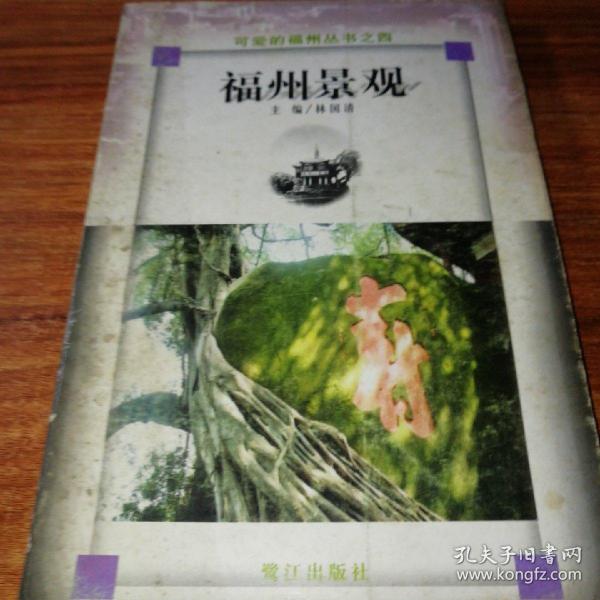 可爱的福州丛书之四
福州景观
主 编/林国清
鹭江出版社
孔夫子旧书网
www.kongfz.com